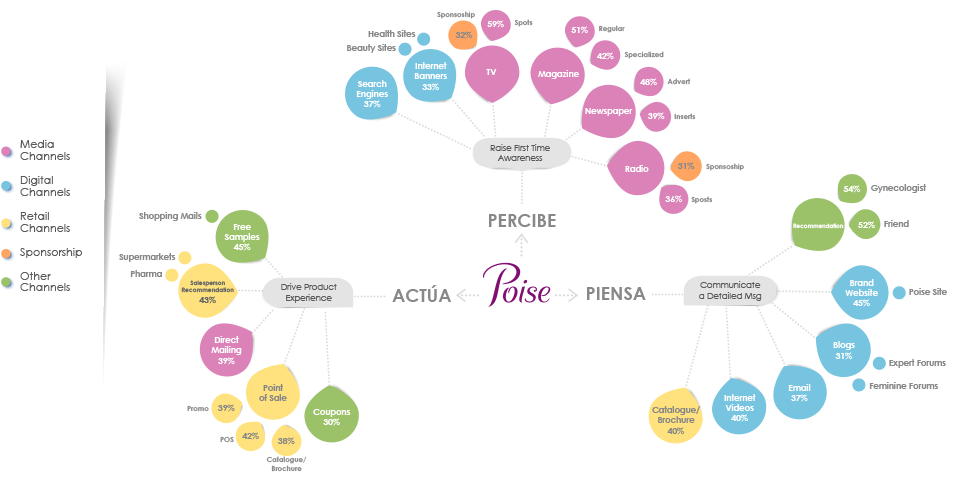 Media
Channels
Digital
Channels
Retail
Channels
Sponsorship
Other
Channels
Sponsoship
32%
59%
Spots
TV
Health Sites
Beauty Sites
Internet
Banners
33%
Search
Engines
37%
51%
Regular
42%
Specialized
Magazine
48%
Advert
39%
Inserts
Newspaper
31%
Sponsoship
36%
Sposts
Radio
Raise First Time
Awareness
PERCIBE
ACTÚA
Poise
PIENSA
Drive Product
Experience
Shopping Mails
Free
Samples
45%
Supermarkets
Pharma
Salesperson
Recommendation
43%
Direct
Mailing
39%
Point
of Sale
Promo
39%
POS
42%
38%
Catalogue/
Brochure
Coupons
30%
Communicate
a Detailed Msg
54%
Gynecologist
52%
Friend
Recommendation
Brand
Website
45%
Poise Site
Blogs
31%
Expert Forums
Feminine Forums
Email
37%
Internet
Videos
40%
Catalogue/
Brochure
40%